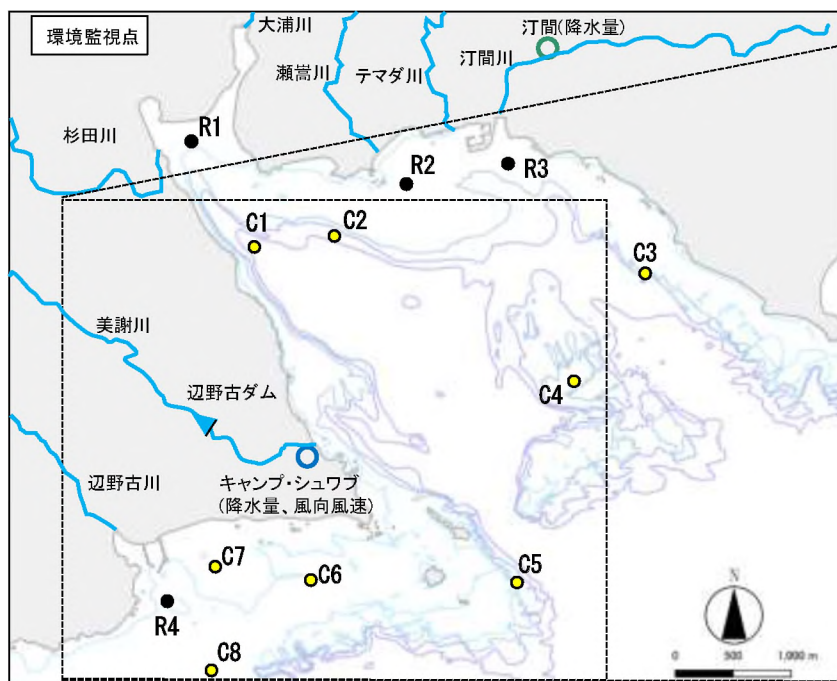 環境監視点
大浦川
汀間(降水量)
瀬嵩川
テマダ川
汀間川
杉田川
R1
R2
R3
C1
C2
C3
美謝川
C4
辺野古ダム
キャンプ・シュワブ
(降水量、風向風速)
辺野古川
C7
C6
C5
R4
C8
N
0
500
1,000 m